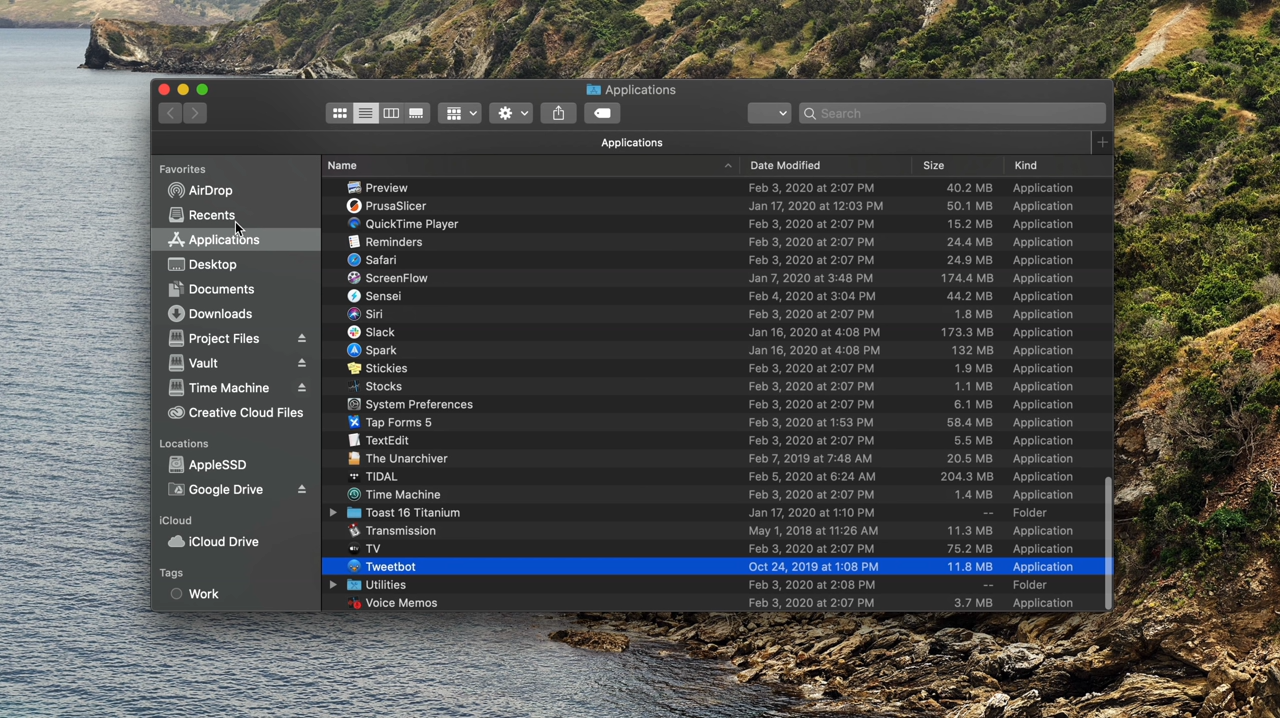 Applications
Search
Applications
Favorites
AirDrop
Recents
Applications
Desktop
Documents
Downloads
Project Files
Vault
Time Machine
Creative Cloud Files
Locations
AppleSSD
Google Drive
iCloud
iCloud Drive
Tags
Work
Name Date Modified Size Kind
Preview Feb 3, 2020 at 2:07 PM 40.2 MB Application
PrusaSlicer Jan 17, 2020 at 12:03 PM 50.1 MB Application
QuickTime Player Feb 3, 2020 at 2:07 PM 15.2 MB Application
Reminders Feb 3, 2020 at 2:07 PM 24.4 MB Application
Safari Feb 3, 2020 at 2:07 PM 24.9 MB Application
ScreenFlow Jan 7, 2020 at 3:48 PM 174.4 MB Application
Sensei Feb 4, 2020 at 3:04 PM 44.2 MB Application
Siri Feb 3, 2020 at 2:07 PM 1.8 MB Application
Slack Jan 16, 2020 at 4:08 PM 173.3 MB Application
Spark Jan 16, 2020 at 4:08 PM 132 MB Application
Stickies Feb 3, 2020 at 2:07 PM 1.9 MB Application
Stocks Feb 3, 2020 at 2:07 PM 1.1 MB Application
System Preferences Feb 3, 2020 at 2:07 PM 6.1 MB Application
Tap Forms 5 Feb 3, 2020 at 1:53 PM 58.4 MB Application
TextEdit Feb 3, 2020 at 2:07 PM 5.5 MB Application
The Unarchiver Feb 7, 2019 at 7:48 AM 20.5 MB Application
TIDAL Feb 5, 2020 at 6:24 AM 204.3 MB Application
Time Machine Feb 3, 2020 at 2:07 PM 1.4 MB Application
Toast 16 Titanium Jan 17, 2020 at 1:10 PM -- Folder
Transmission May 1, 2018 at 11:26 AM 11.3 MB Application
TV Feb 3, 2020 at 2:07 PM 75.2 MB Application
Tweetbot Oct 24, 2019 at 1:08 PM 11.8 MB Application
Utilities Feb 3, 2020 at 2:08 PM -- Folder
Voice Memos Feb 3, 2020 at 2:07 PM 3.7 MB Application